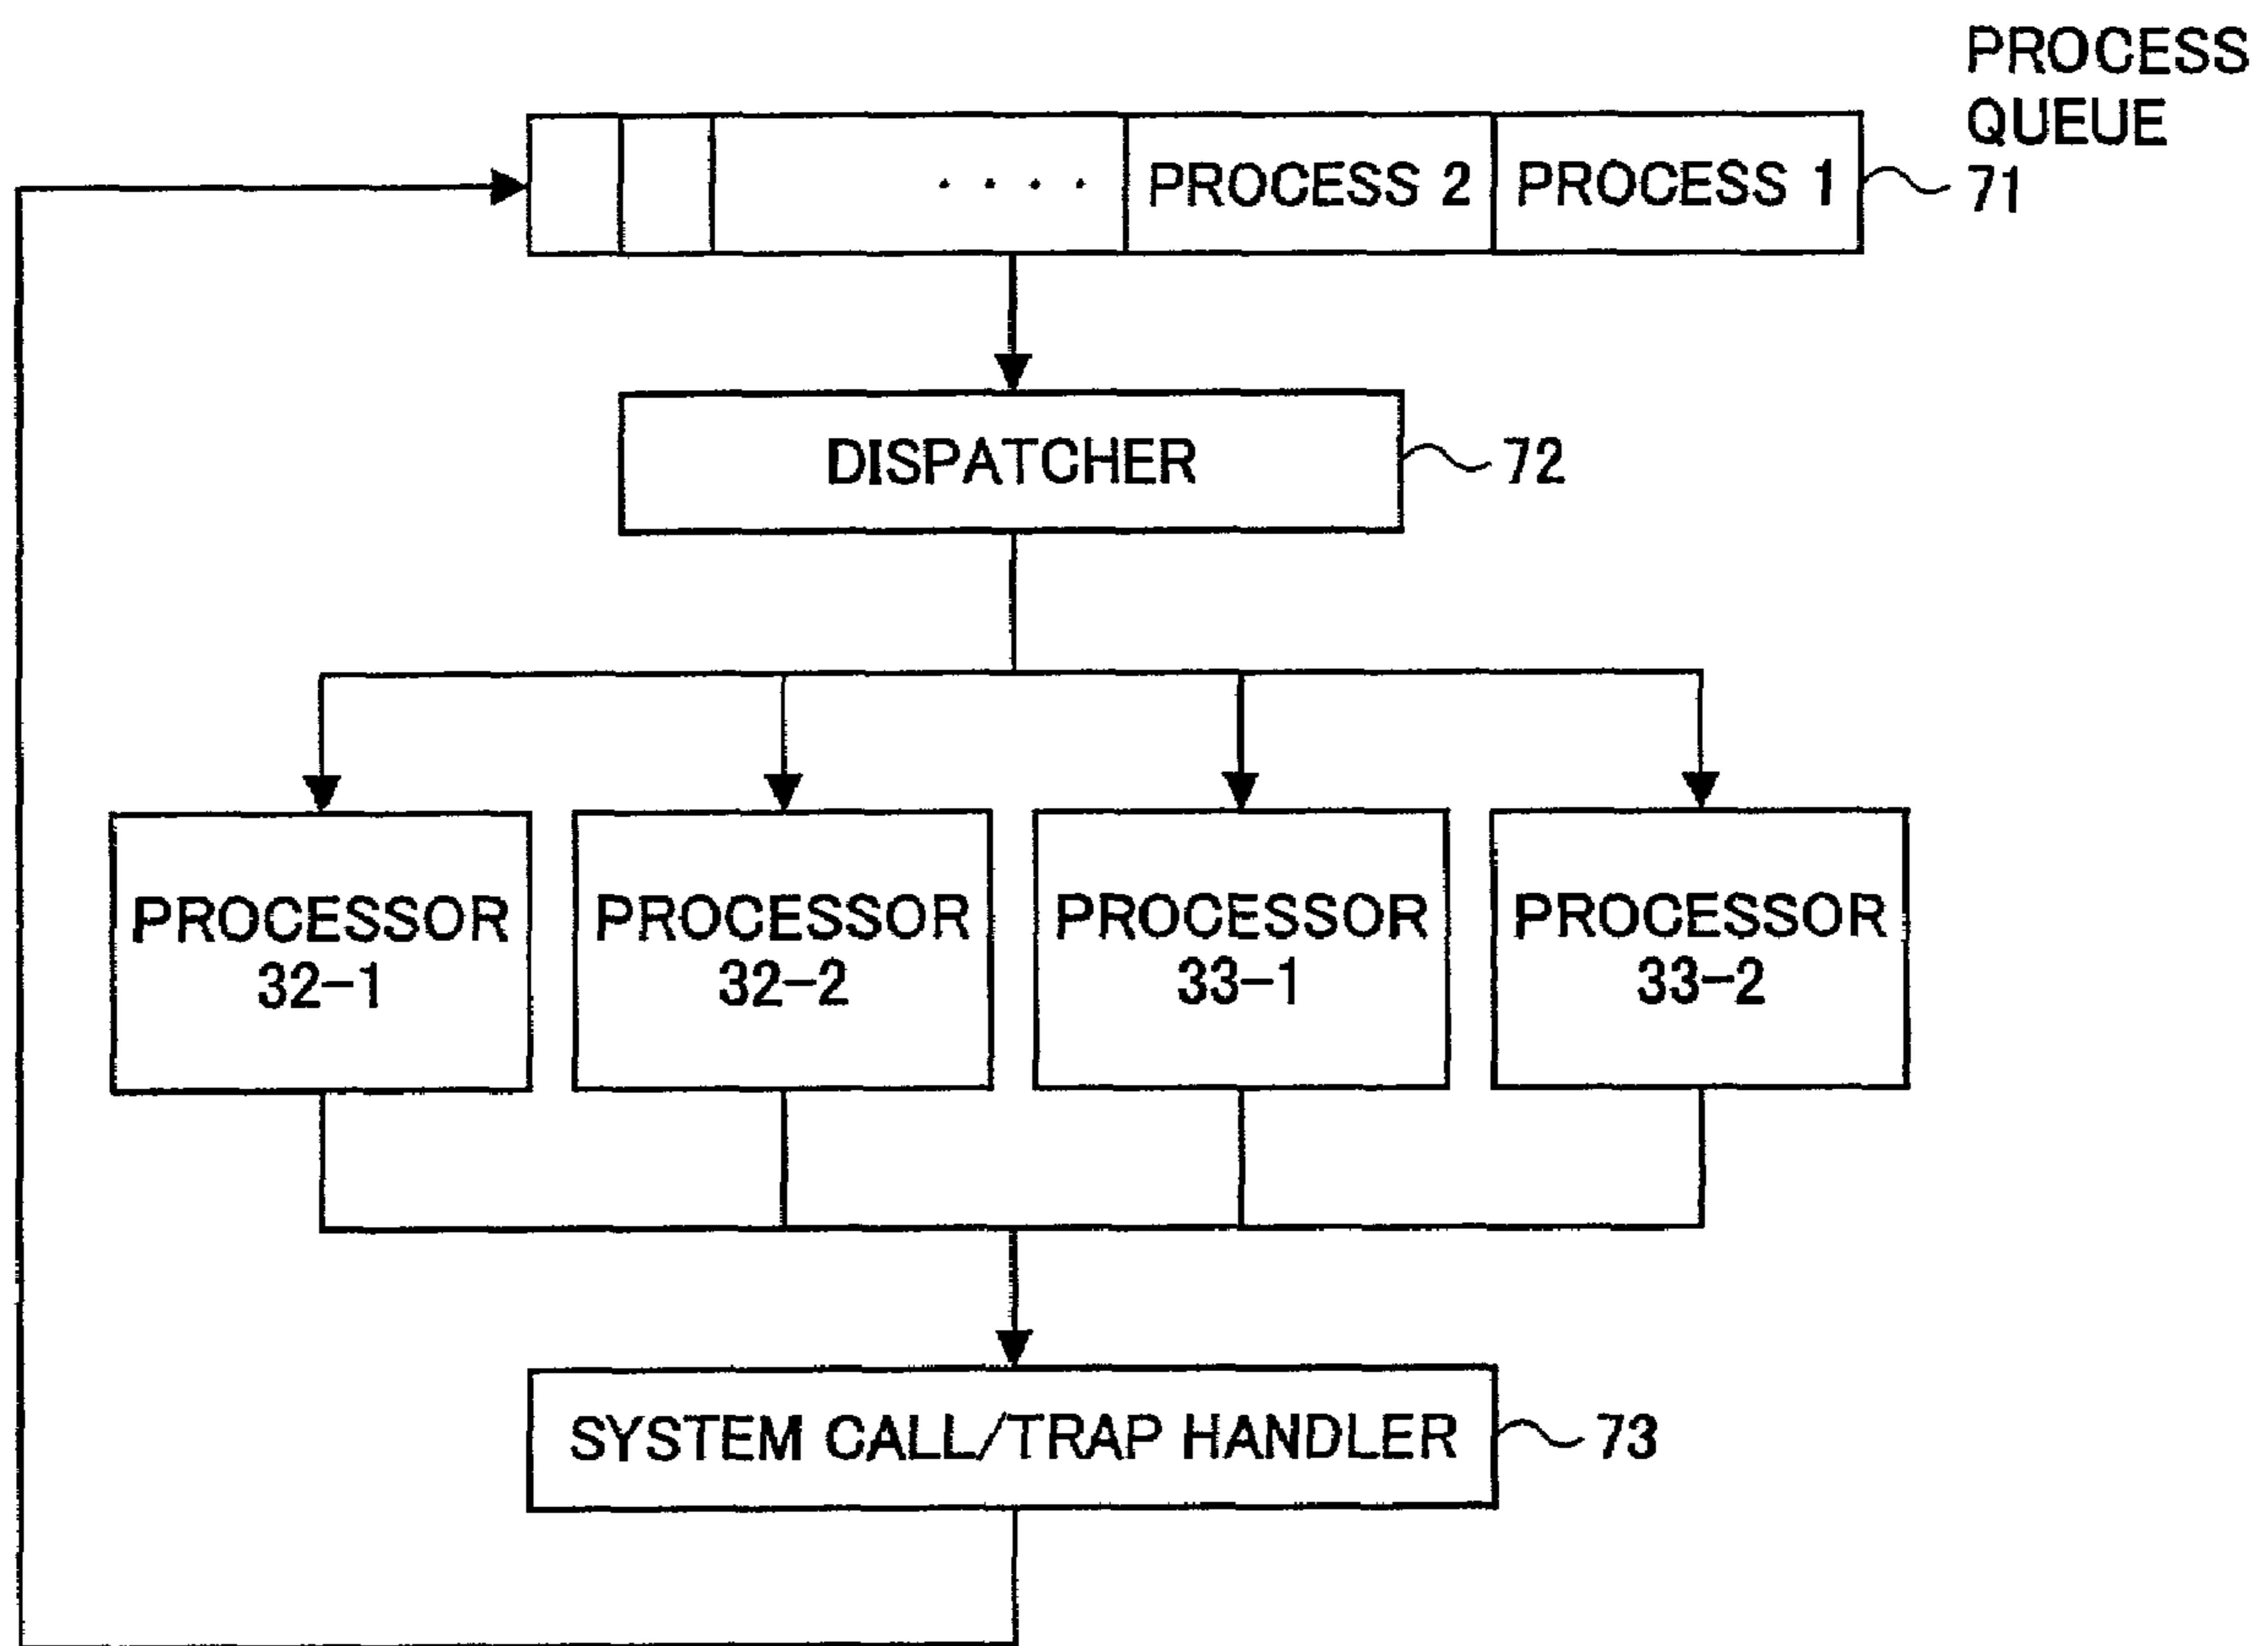 PROCESS
QUEUE
71
. . . . PROCESS 2 PROCESS 1
DISPATCHER 72
PROCESSOR
32-1
PROCESSOR
32-2
PROCESSOR
33-1
PROCESSOR
33-2
SYSTEM CALL/TRAP HANDLER 73